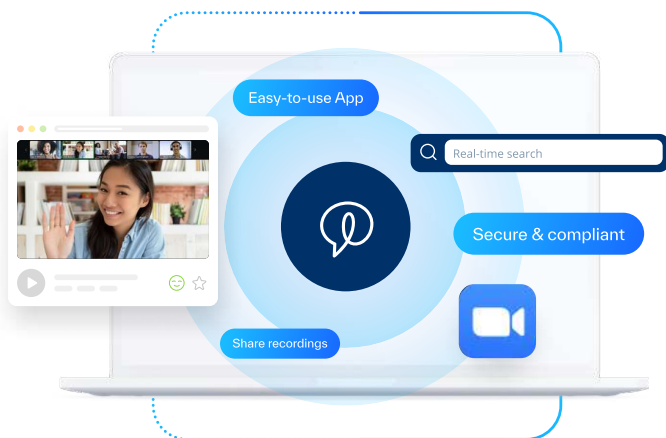 Easy-to-use App
Real-time search
Secure & compliant
Share recordings